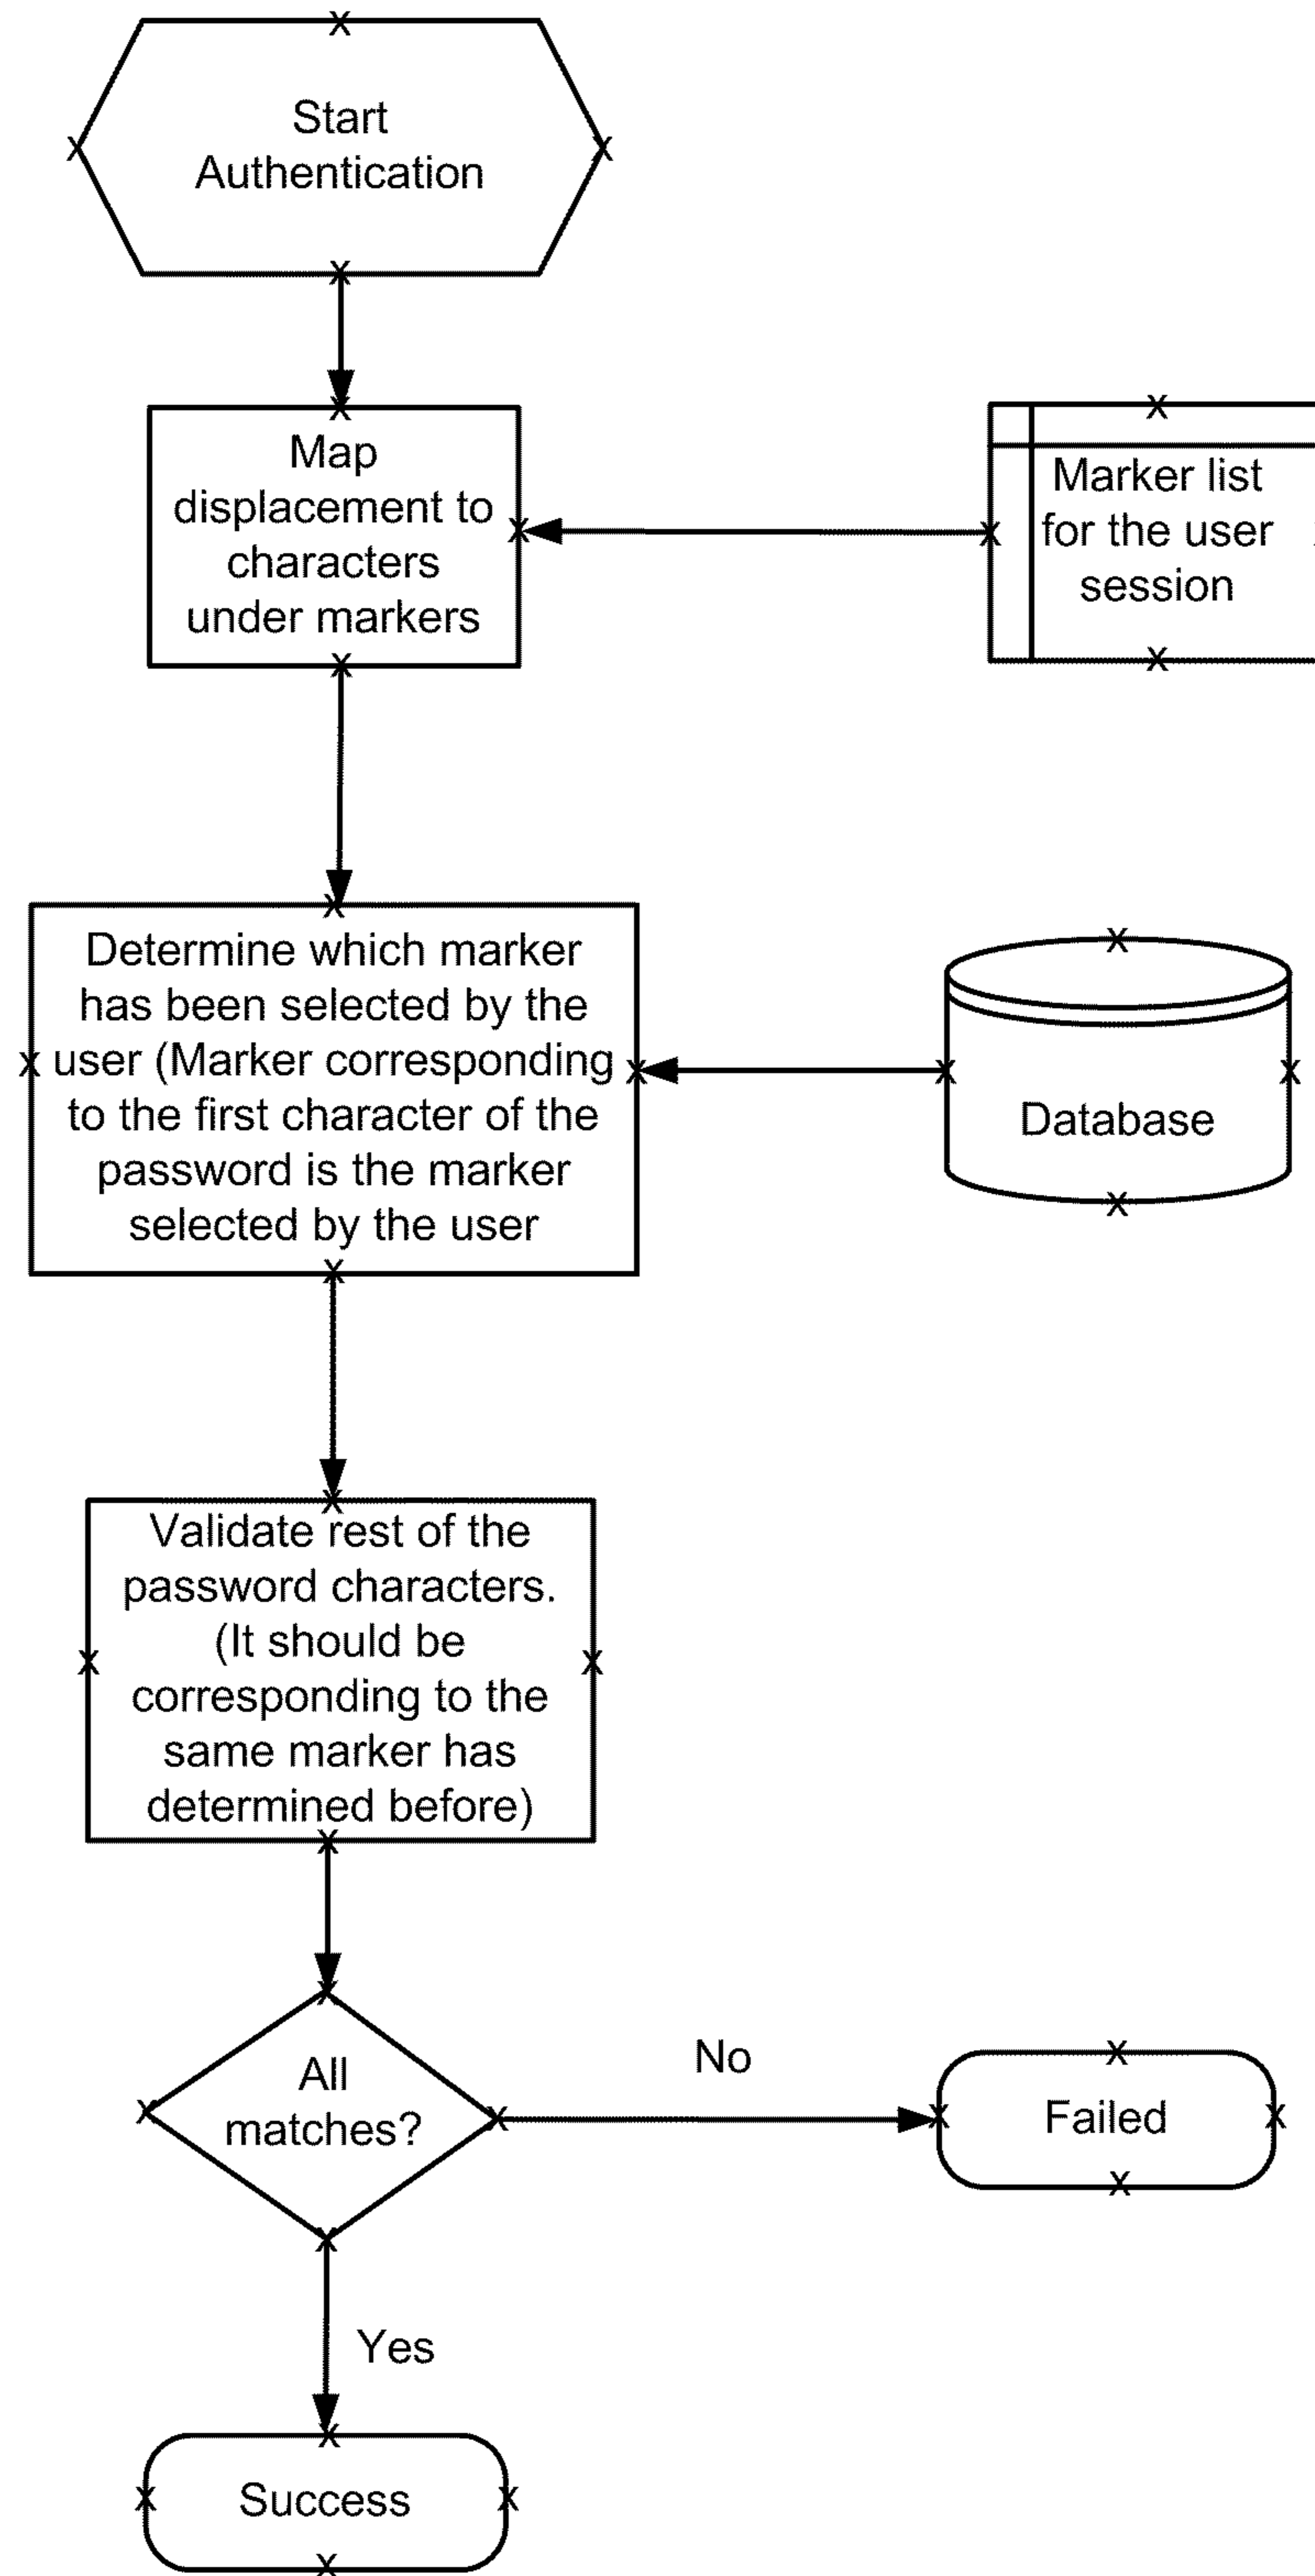 Start
Authentication
Map
displacement to
characters
under markers
Marker list
for the user
session
Determine which marker
has been selected by the
user (Marker corresponding
to the first character of the
password is the marker
selected by the user
Database
Validate rest of the
password characters.
(It should be
corresponding to the
same marker has
determined before)
All
matches?
No
Failed
Yes
Success